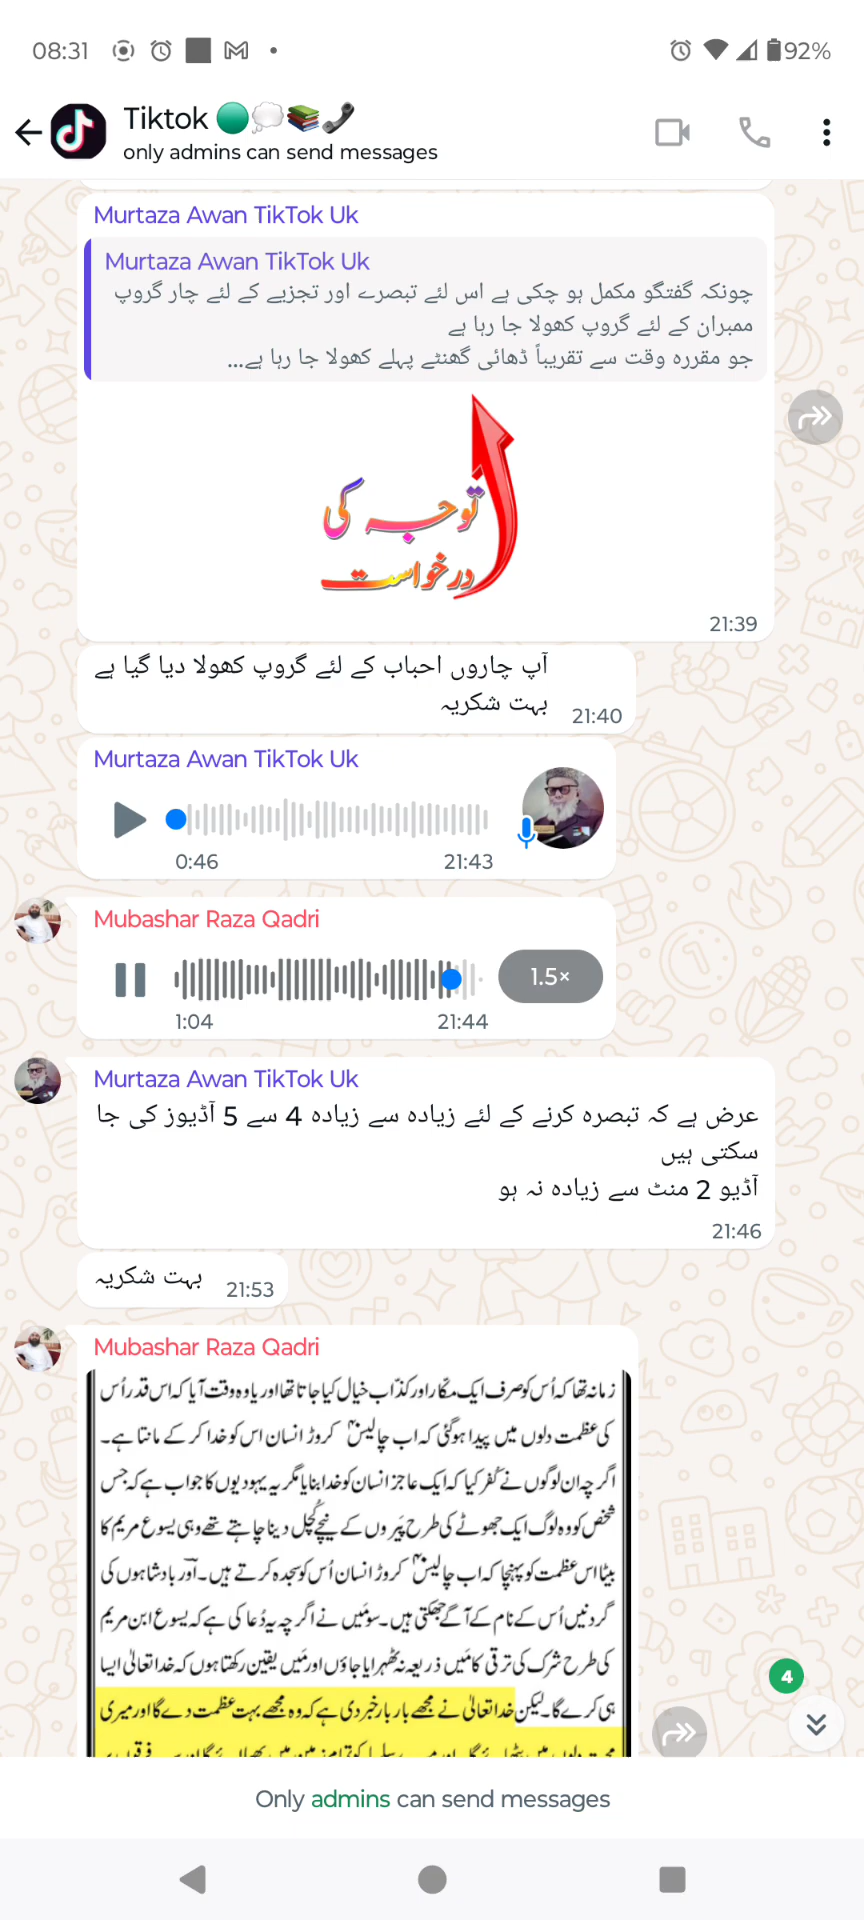 08:31
92%
Tiktok
only admins can send messages
Murtaza Awan TikTok Uk
Murtaza Awan TikTok Uk
چونکہ گفتگو مکمل ہو چکی ہے اس لئے تبصرے اور تجزیے کے لئے چار گروپ
ممبران کے لئے گروپ کھولا جا رہا ہے
جو مقررہ وقت سے تقریباً ڈھائی گھنٹے پہلے کھولا جا رہا ہے...
توجہ کی
درخواست
21:39
آپ چاروں احباب کے لئے گروپ کھولا دیا گیا ہے
بہت شکریہ
21:40
Murtaza Awan TikTok Uk
0:46
21:43
Mubashar Raza Qadri
1.5×
1:04
21:44
Murtaza Awan TikTok Uk
عرض ہے کہ تبصرہ کرنے کے لئے زیادہ سے زیادہ 4 سے 5 آڈیوز کی جا
سکتی ہیں
آڈیو 2 منٹ سے زیادہ نہ ہو
21:46
بہت شکریہ
21:53
Mubashar Raza Qadri
زمانہ تھا کہ اُس کو صرف ایک مکّار اور کذّاب خیال کیا جاتا تھا اور یا وہ وقت آیا کہ اس قدر اُس
کی عظمت دلوں میں پیدا ہوگئی کہ اب چالیس کروڑ انسان اس کو خدا کر کے مانتا ہے۔
اگرچہ ان لوگوں نے کفر کیا کہ ایک عاجز انسان کو خدا بنایا مگر یہ یہودیوں کا جواب ہے کہ جس
شخص کو وہ لوگ ایک جھوٹے کی طرح پَیروں کے نیچے کُچل دینا چاہتے تھے وہی یسوع مریم کا
بیٹا اس عظمت کو پہنچا کہ اب چالیس کروڑ انسان اُس کو سجدہ کرتے ہیں۔ اور بادشاہوں کی
گردنیں اُس کے نام کے آگے جھکتی ہیں۔ سو مَیں نے اگرچہ یہ دُعا کی ہے کہ یسوع ابن مریم
کی طرح شرک کی ترقی کا مَیں ذریعہ نہ ٹھہرایا جاؤں اور مَیں یقین رکھتا ہوں کہ خدا تعالیٰ ایسا
ہی کرے گا۔ لیکن خدا تعالیٰ نے مجھے بار بار خبر دی ہے کہ وہ مجھے بہت عظمت دے گا اور میری
4
Only admins can send messages